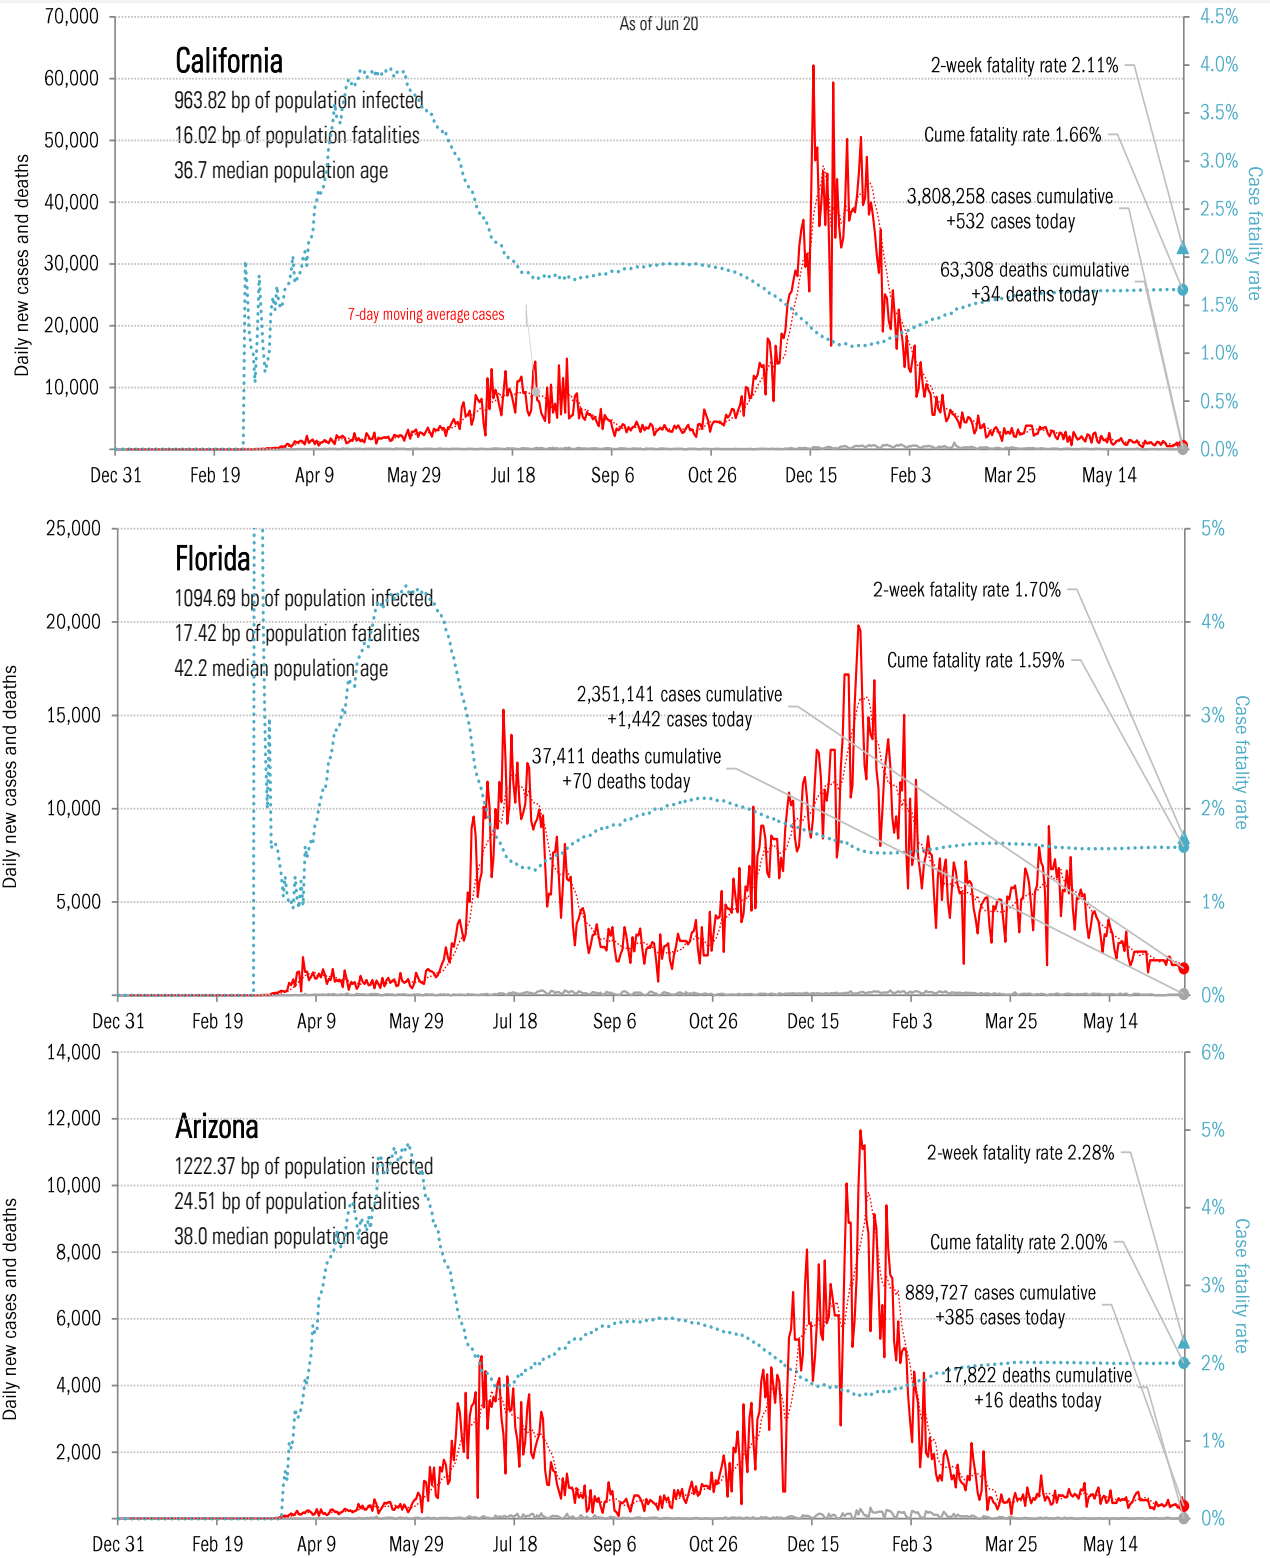 As of Jun 20
California
963.82 bp of population infected
16.02 bp of population fatalities
36.7 median population age
2-week fatality rate 2.11%
Cume fatality rate 1.66%
3,808,258 cases cumulative
+532 cases today
63,308 deaths cumulative
+34 deaths today
7-day moving average cases
Daily new cases and deaths
70,000
60,000
50,000
40,000
30,000
20,000
10,000
Case fatality rate
4.5%
4.0%
3.5%
3.0%
2.5%
2.0%
1.5%
1.0%
0.5%
0.0%
Dec 31 Feb 19 Apr 9 May 29 Jul 18 Sep 6 Oct 26 Dec 15 Feb 3 Mar 25 May 14
Florida
1094.69 bp of population infected
17.42 bp of population fatalities
42.2 median population age
2-week fatality rate 1.70%
Cume fatality rate 1.59%
2,351,141 cases cumulative
+1,442 cases today
37,411 deaths cumulative
+70 deaths today
Daily new cases and deaths
25,000
20,000
15,000
10,000
5,000
Case fatality rate
5%
4%
3%
2%
1%
0%
Dec 31 Feb 19 Apr 9 May 29 Jul 18 Sep 6 Oct 26 Dec 15 Feb 3 Mar 25 May 14
Arizona
1222.37 bp of population infected
24.51 bp of population fatalities
38.0 median population age
2-week fatality rate 2.28%
Cume fatality rate 2.00%
889,727 cases cumulative
+385 cases today
17,822 deaths cumulative
+16 deaths today
Daily new cases and deaths
14,000
12,000
10,000
8,000
6,000
4,000
2,000
Case fatality rate
6%
5%
4%
3%
2%
1%
0%
Dec 31 Feb 19 Apr 9 May 29 Jul 18 Sep 6 Oct 26 Dec 15 Feb 3 Mar 25 May 14